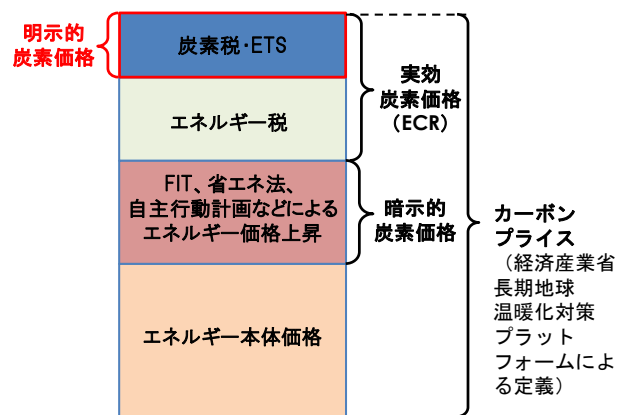 明示的
炭素価格
炭素税・ETS
エネルギー税
実効
炭素価格
（ECR）
FIT、省エネ法、
自主行動計画などによる
エネルギー価格上昇
暗示的
炭素価格
エネルギー本体価格
カーボン
プライス
（経済産業省
長期地球
温暖化対策
プラット
フォームによ
る定義）